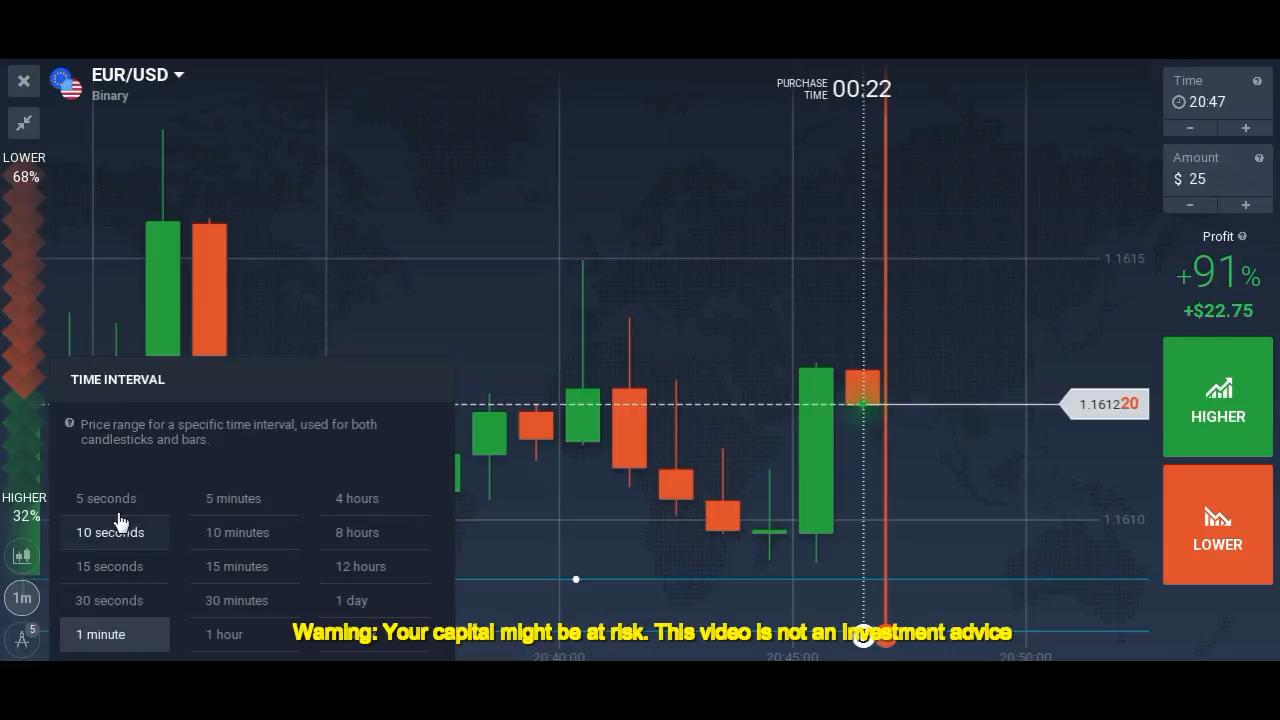 EUR/USD
Binary
PURCHASE
TIME
00:22
Time
20:47
- +
Amount
$ 25
- +
LOWER
68%
Profit
+91%
+$22.75
1.1615
HIGHER
LOWER
1.161220
1.1610
TIME INTERVAL
Price range for a specific time interval, used for both
candlesticks and bars.
5 seconds 5 minutes 4 hours
10 seconds 10 minutes 8 hours
15 seconds 15 minutes 12 hours
30 seconds 30 minutes 1 day
1 minute 1 hour
HIGHER
32%
1m
5
Warning: Your capital might be at risk. This video is not an investment advice
20:40:00 20:45:00 20:50:00